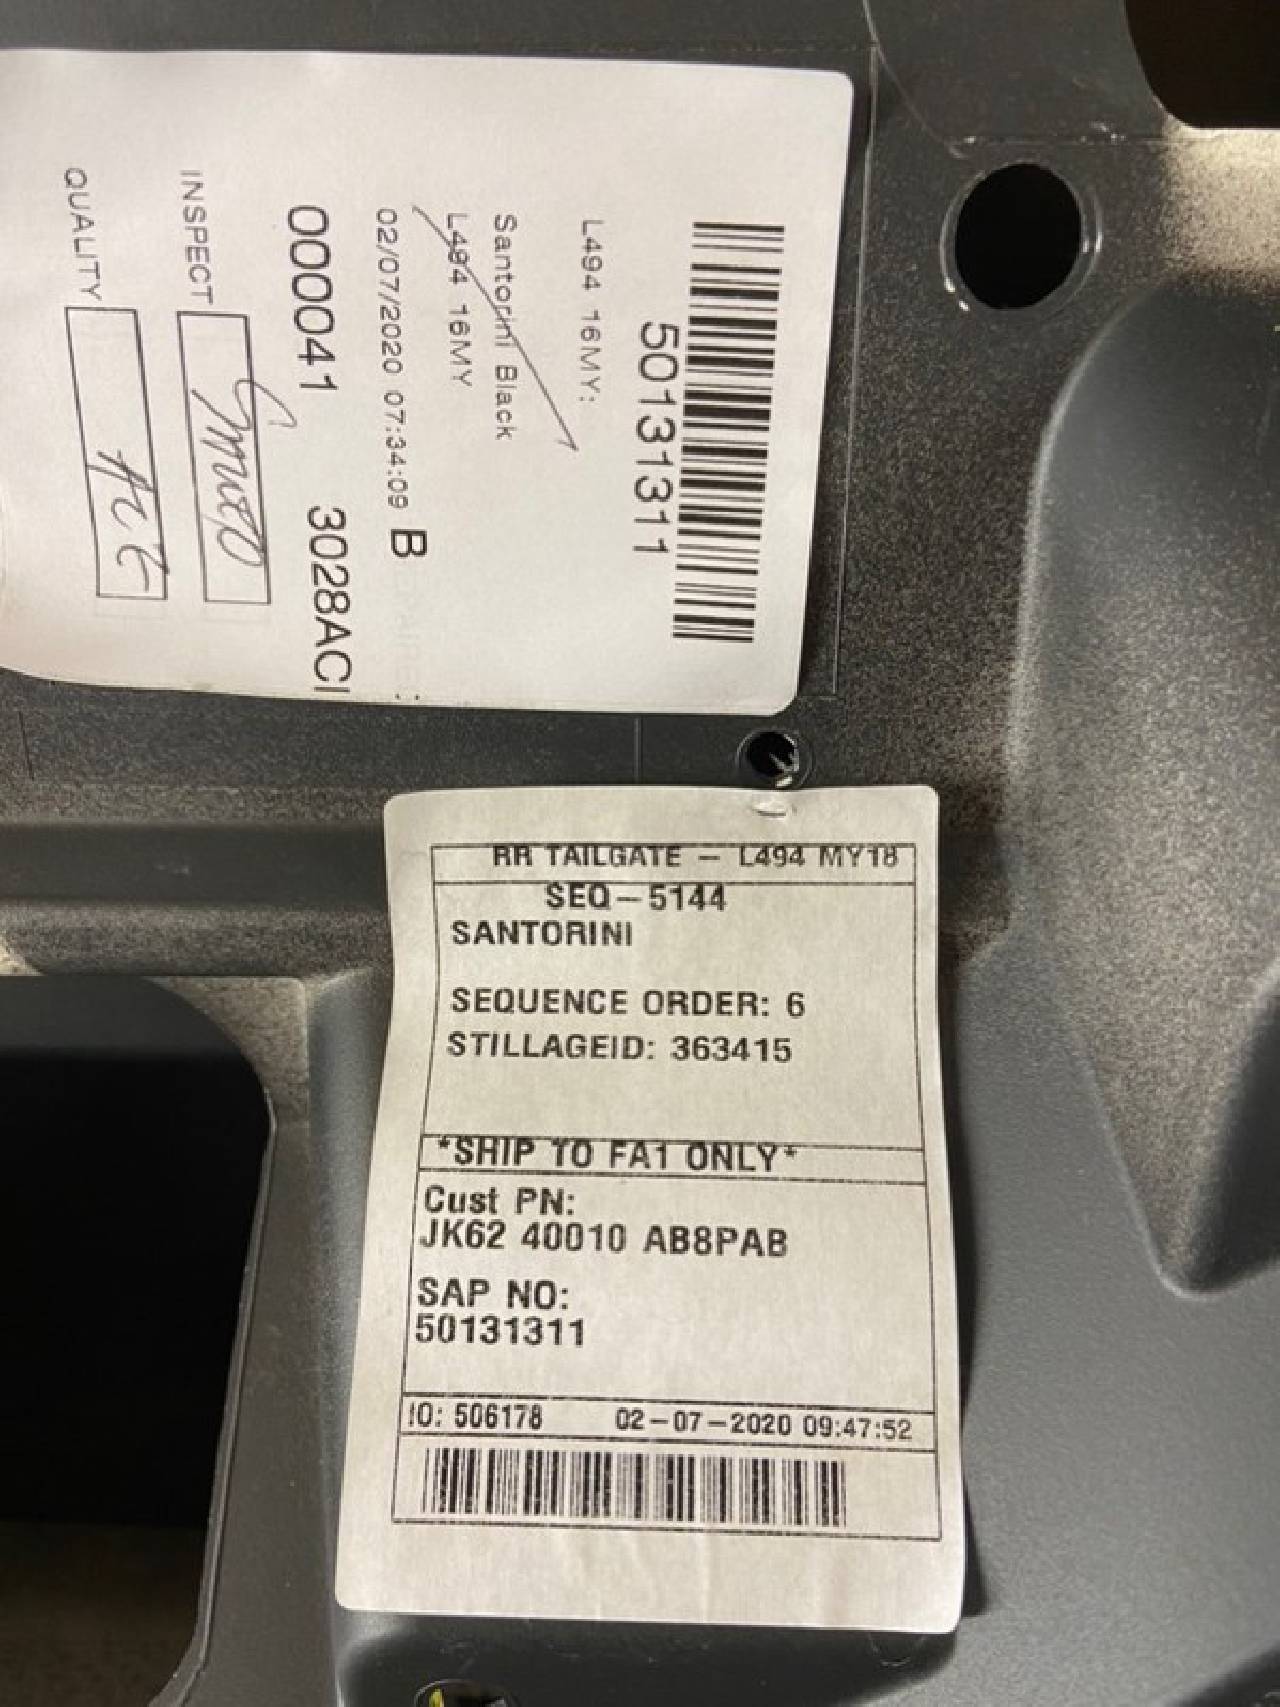 50131311
L494 16MY:
Santorini Black
L494 16MY
02/07/2020 07:34:09 B
000041 3028ACI
INSPECT
QUALITY
RR TAILGATE - L494 MY18
SEQ-5144
SANTORINI
SEQUENCE ORDER: 6
STILLAGEID: 363415
*SHIP TO FA1 ONLY*
Cust PN:
JK62 40010 AB8PAB
SAP NO:
50131311
IO: 506178 02-07-2020 09:47:52